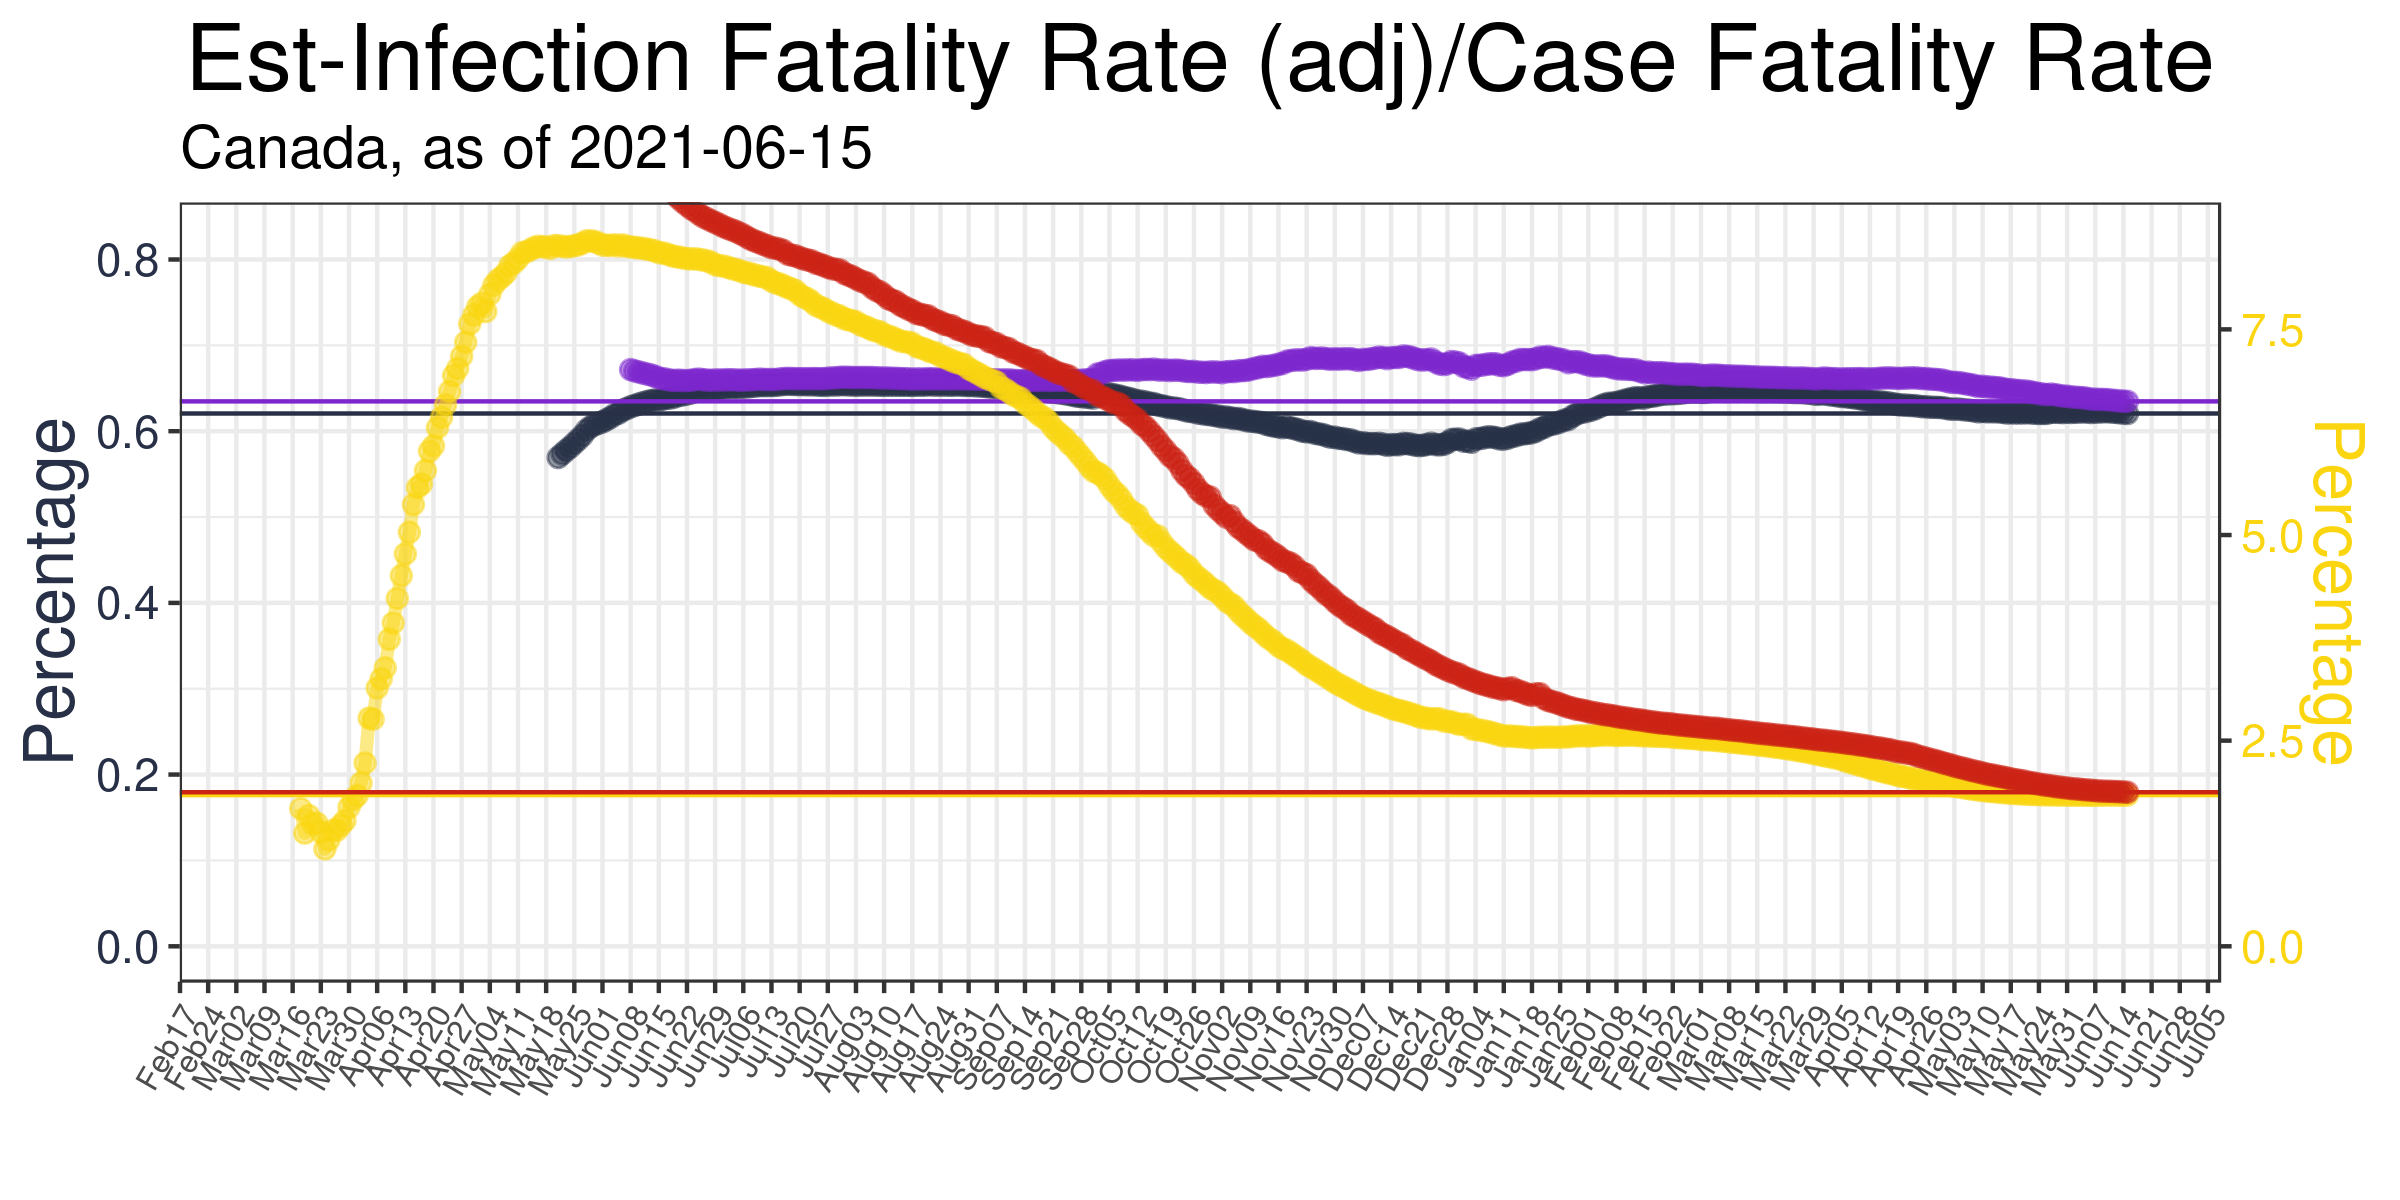 Est-Infection Fatality Rate (adj)/Case Fatality Rate
Canada, as of 2021-06-15
Percentage
0.8
0.6
0.4
0.2
0.0
7.5
5.0
2.5
0.0
Percentage
Feb17
Feb24
Mar02
Mar09
Mar16
Mar23
Mar30
Apr06
Apr13
Apr20
Apr27
May04
May11
May18
May25
Jun01
Jun08
Jun15
Jun22
Jun29
Jul06
Jul13
Jul20
Jul27
Aug03
Aug10
Aug17
Aug24
Aug31
Sep07
Sep14
Sep21
Sep28
Oct05
Oct12
Oct19
Oct26
Nov02
Nov09
Nov16
Nov23
Nov30
Dec07
Dec14
Dec21
Dec28
Jan04
Jan11
Jan18
Jan25
Feb01
Feb08
Feb15
Feb22
Mar01
Mar08
Mar15
Mar22
Mar29
Apr05
Apr12
Apr19
Apr26
May03
May10
May17
May24
May31
Jun07
Jun14
Jun21
Jun28
Jul05